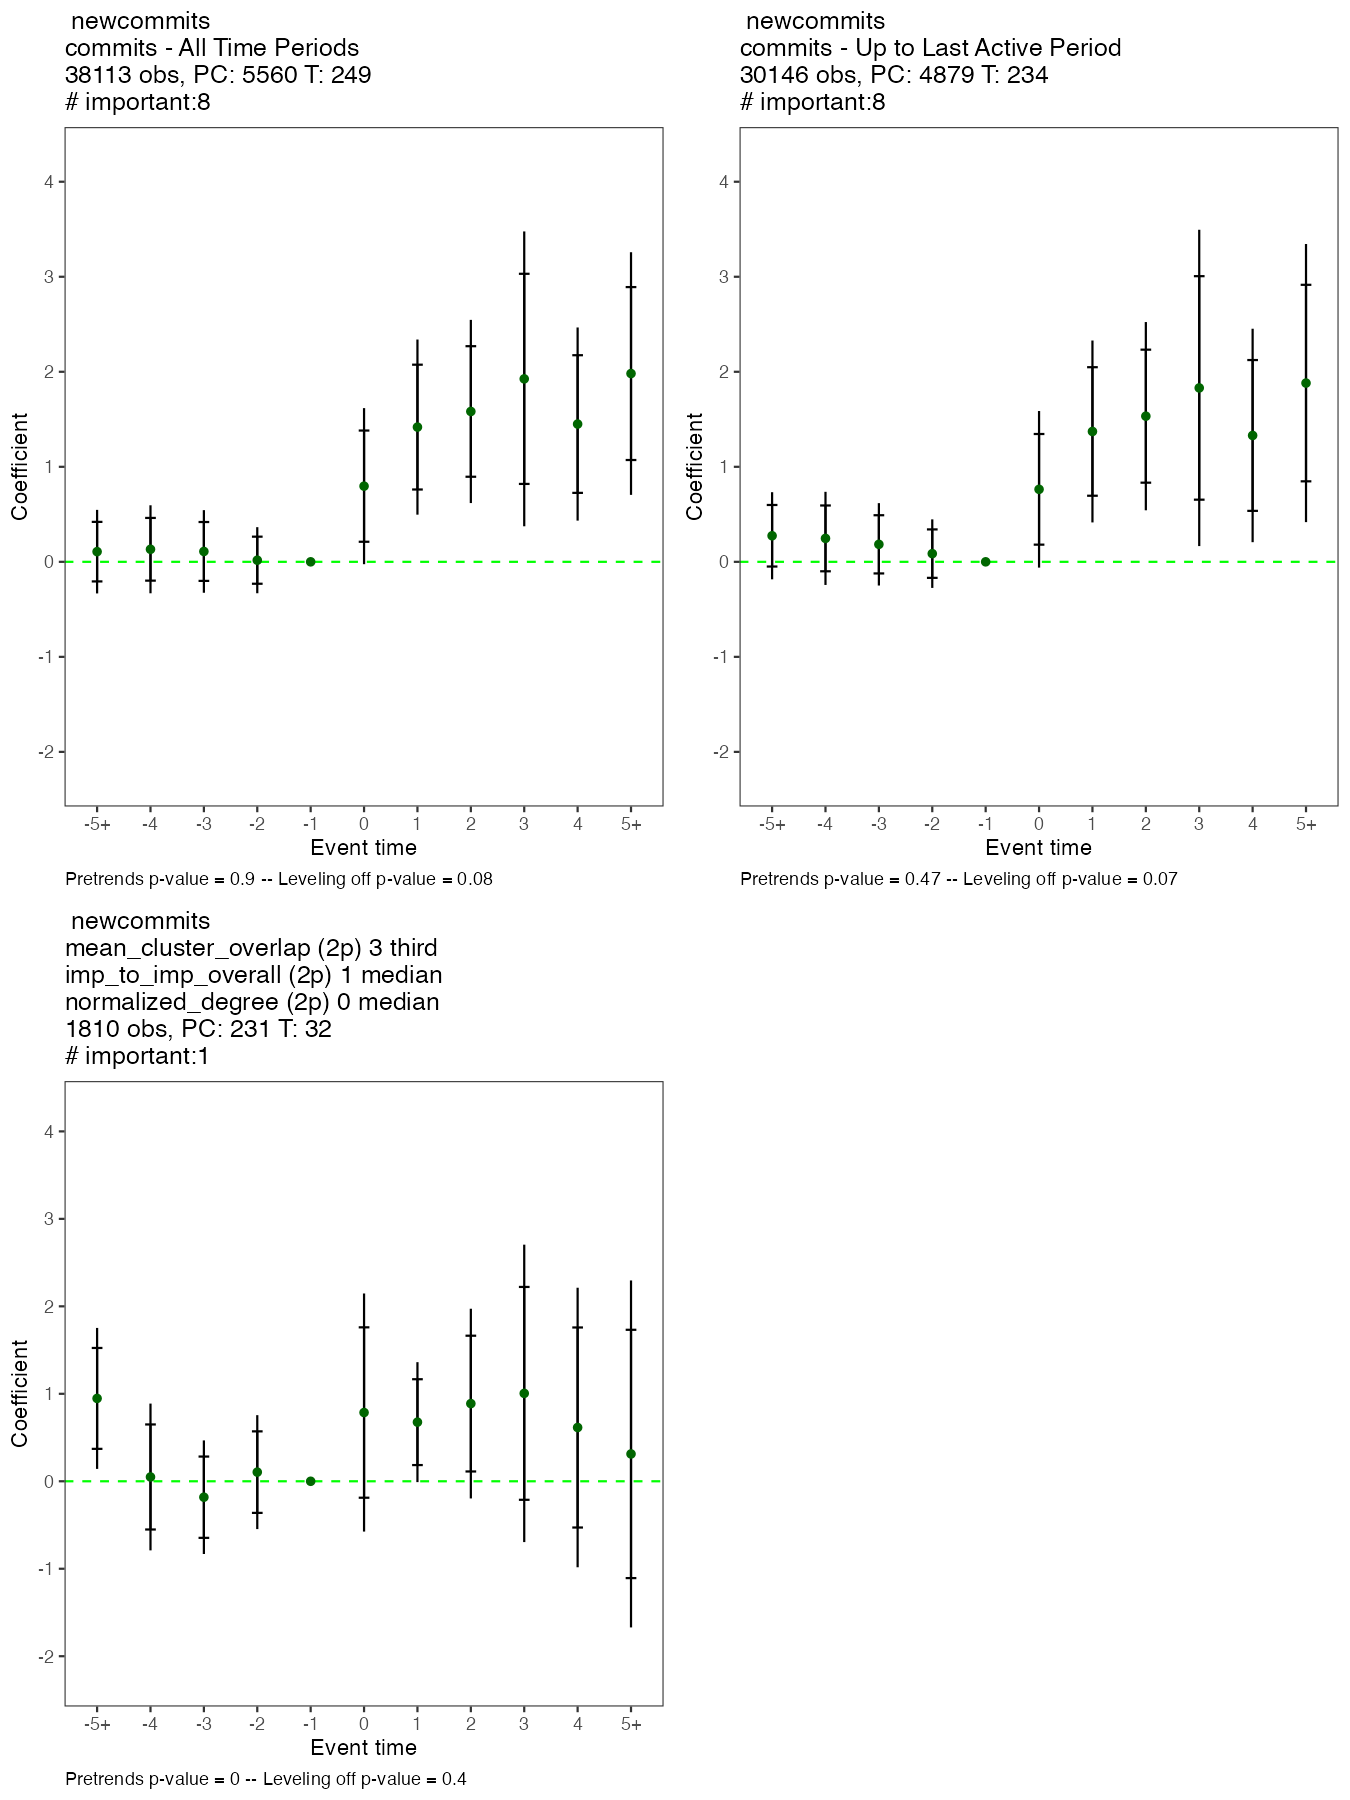 newcommits
commits - All Time Periods
38113 obs, PC: 5560 T: 249
# important:8
4
3
2
1
0
-1
-2
Coefficient
-5+ -4 -3 -2 -1 0 1 2 3 4 5+
Event time
Pretrends p-value = 0.9 -- Leveling off p-value = 0.08
newcommits
commits - Up to Last Active Period
30146 obs, PC: 4879 T: 234
# important:8
4
3
2
1
0
-1
-2
Coefficient
-5+ -4 -3 -2 -1 0 1 2 3 4 5+
Event time
Pretrends p-value = 0.47 -- Leveling off p-value = 0.07
newcommits
mean_cluster_overlap (2p) 3 third
imp_to_imp_overall (2p) 1 median
normalized_degree (2p) 0 median
1810 obs, PC: 231 T: 32
# important:1
4
3
2
1
0
-1
-2
Coefficient
-5+ -4 -3 -2 -1 0 1 2 3 4 5+
Event time
Pretrends p-value = 0 -- Leveling off p-value = 0.4